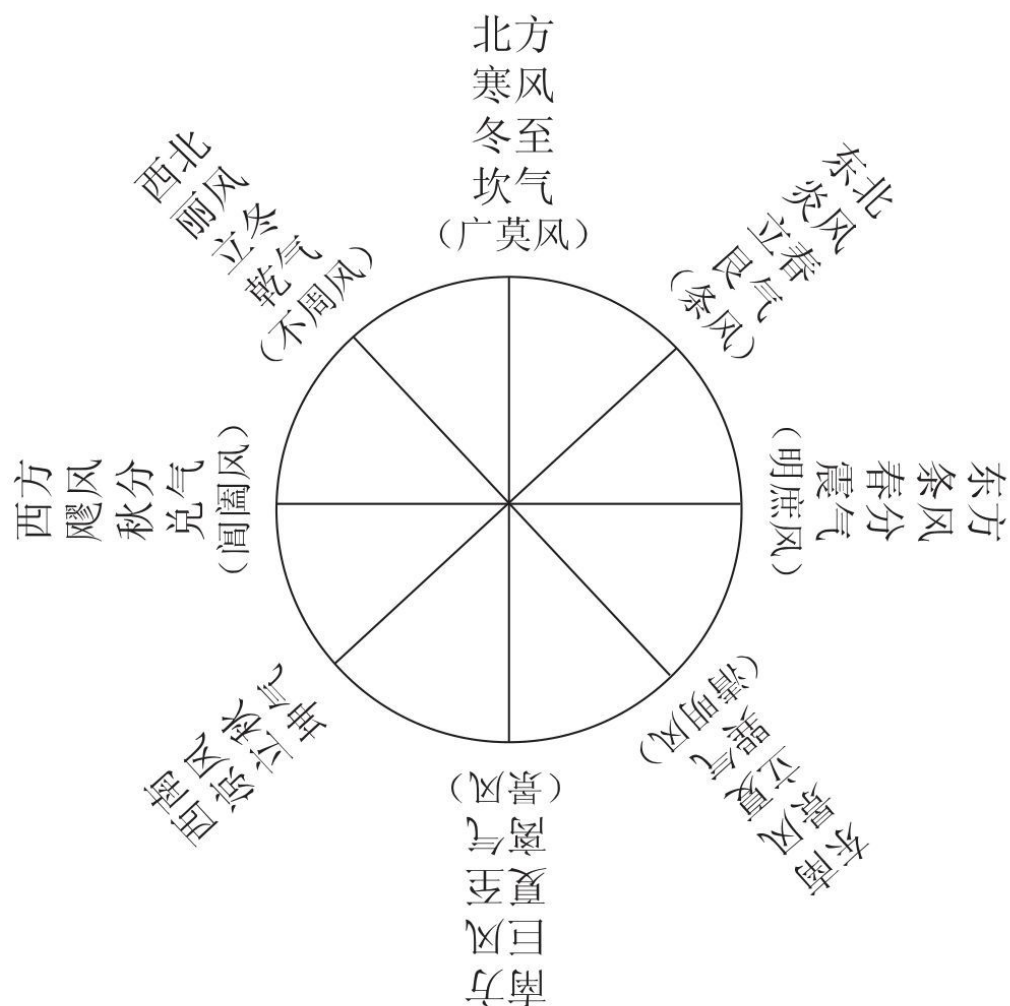 北方
寒风
冬至
坎气
（广莫风）
东北
炎风
立春
艮气
（条风）
东方
条风
春分
震气
（明庶风）
东南
景风
立夏
气
（清明风）
南方
巨风
夏至
离气
（景风）
西南
凉风
立秋
坤气
西方
飂风
秋分
兑气
（阊阖风）
西北
丽风
立冬
乾气
（不周风）